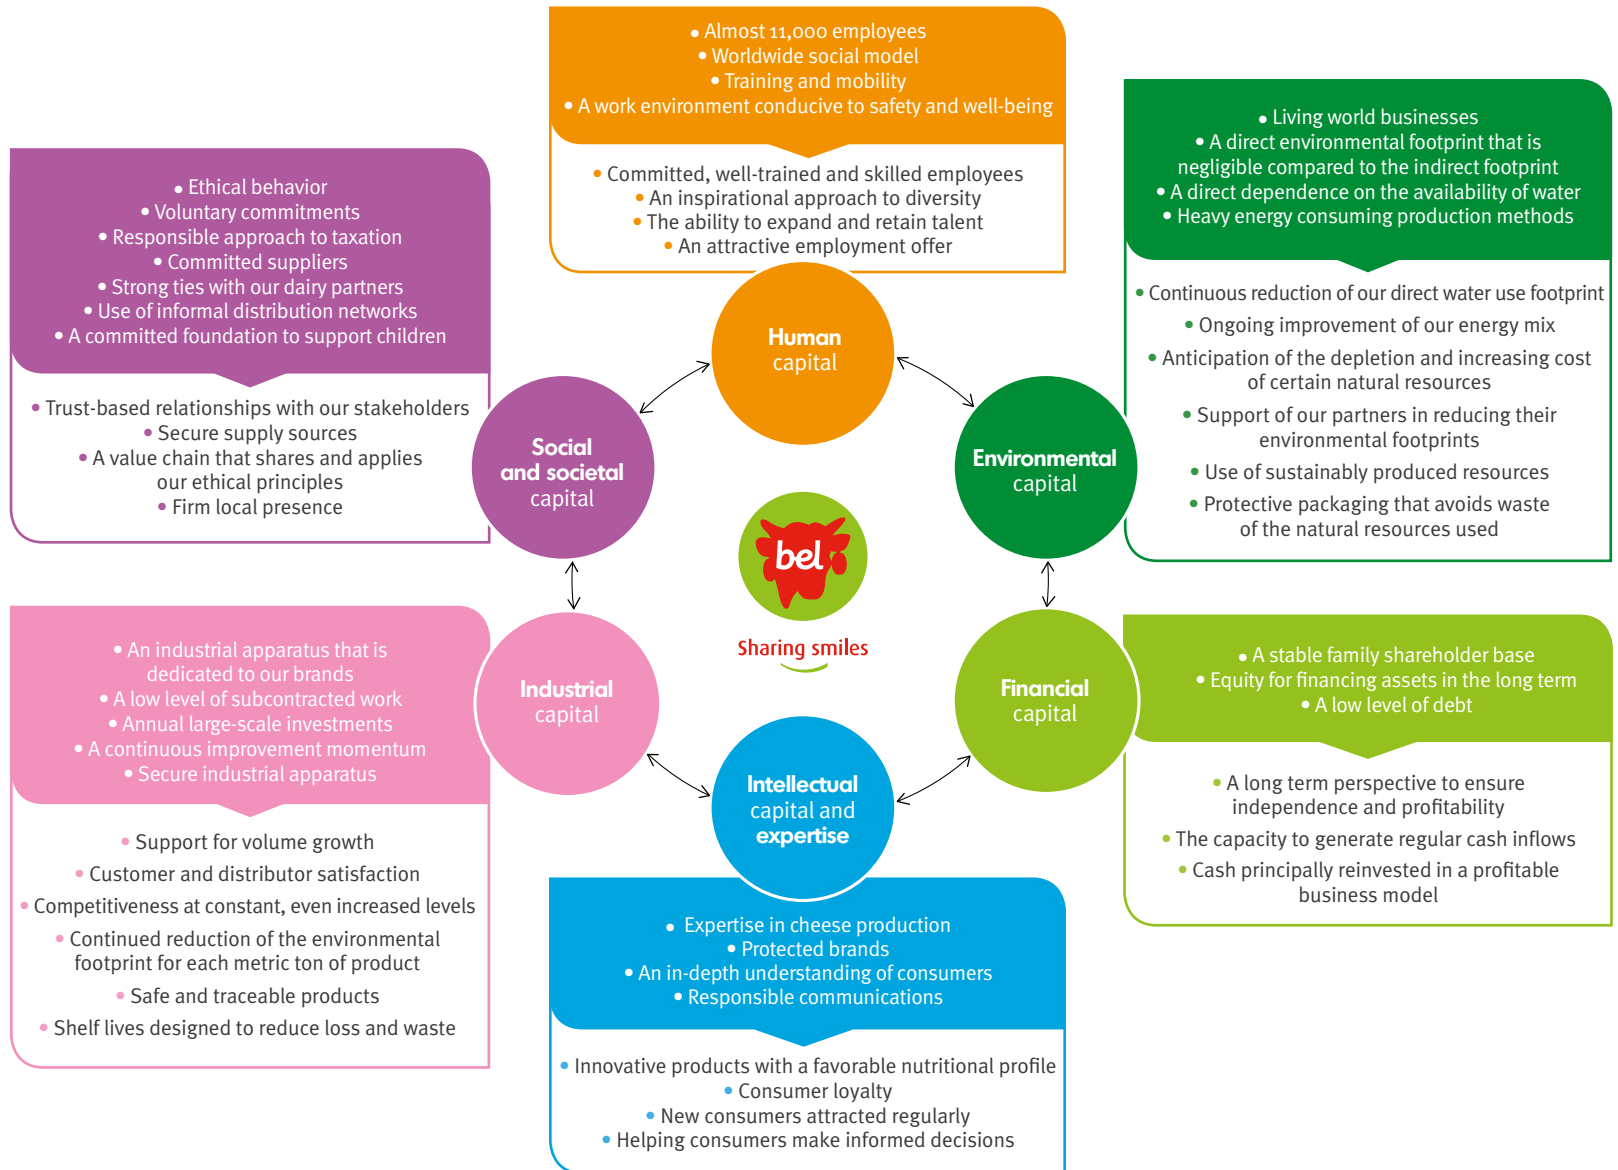 • Almost 11,000 employees
• Worldwide social model
• Training and mobility
• A work environment conducive to safety and well-being
• Committed, well-trained and skilled employees
• An inspirational approach to diversity
• The ability to expand and retain talent
• An attractive employment offer
Human
capital
• Living world businesses
• A direct environmental footprint that is
negligible compared to the indirect footprint
• A direct dependence on the availability of water
• Heavy energy consuming production methods
• Continuous reduction of our direct water use footprint
• Ongoing improvement of our energy mix
• Anticipation of the depletion and increasing cost
of certain natural resources
• Support of our partners in reducing their
environmental footprints
• Use of sustainably produced resources
• Protective packaging that avoids waste
of the natural resources used
Environmental
capital
• Ethical behavior
• Voluntary commitments
• Responsible approach to taxation
• Committed suppliers
• Strong ties with our dairy partners
• Use of informal distribution networks
• A committed foundation to support children
• Trust-based relationships with our stakeholders
• Secure supply sources
• A value chain that shares and applies
our ethical principles
• Firm local presence
Social
and societal
capital
bel
Sharing smiles
• An industrial apparatus that is
dedicated to our brands
• A low level of subcontracted work
• Annual large-scale investments
• A continuous improvement momentum
• Secure industrial apparatus
• Support for volume growth
• Customer and distributor satisfaction
• Competitiveness at constant, even increased levels
• Continued reduction of the environmental
footprint for each metric ton of product
• Safe and traceable products
• Shelf lives designed to reduce loss and waste
Industrial
capital
Financial
capital
• A stable family shareholder base
• Equity for financing assets in the long term
• A low level of debt
• A long term perspective to ensure
independence and profitability
• The capacity to generate regular cash inflows
• Cash principally reinvested in a profitable
business model
Intellectual
capital and
expertise
• Expertise in cheese production
• Protected brands
• An in-depth understanding of consumers
• Responsible communications
• Innovative products with a favorable nutritional profile
• Consumer loyalty
• New consumers attracted regularly
• Helping consumers make informed decisions